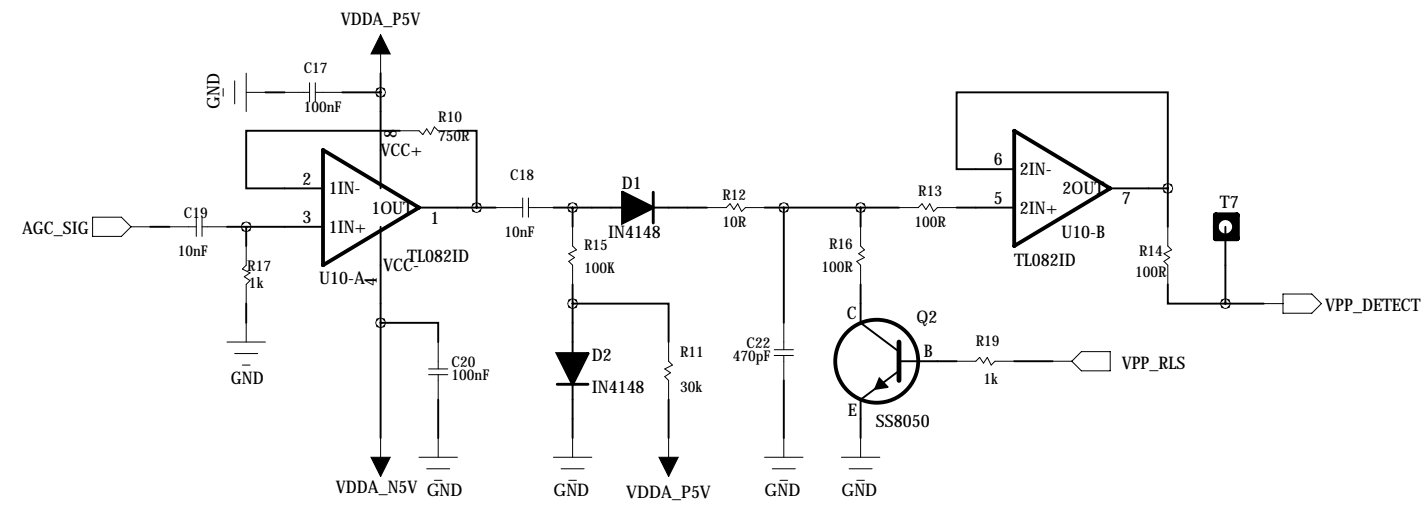 VDDA_P5V
C17
100nF
GND
R10
750R
8
VCC+
2
1IN-
3
1IN+
1OUT
1
VCC-
TL082ID
U10-A
4
AGC_SIG
C19
10nF
R17
1k
GND
C20
100nF
VDDA_N5V
GND
C18
10nF
D1
IN4148
R15
100K
D2
IN4148
GND
R11
30k
VDDA_P5V
R12
10R
C22
470pF
GND
R16
100R
R13
100R
C
Q2
B
E
SS8050
GND
R19
1k
VPP_RLS
6
2IN-
5
2IN+
2OUT
7
U10-B
TL082ID
R14
100R
T7
VPP_DETECT